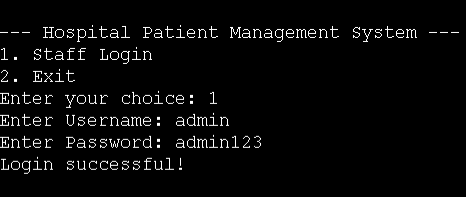 --- Hospital Patient Management System ---
1. Staff Login
2. Exit
Enter your choice: 1
Enter Username: admin
Enter Password: admin123
Login successful!